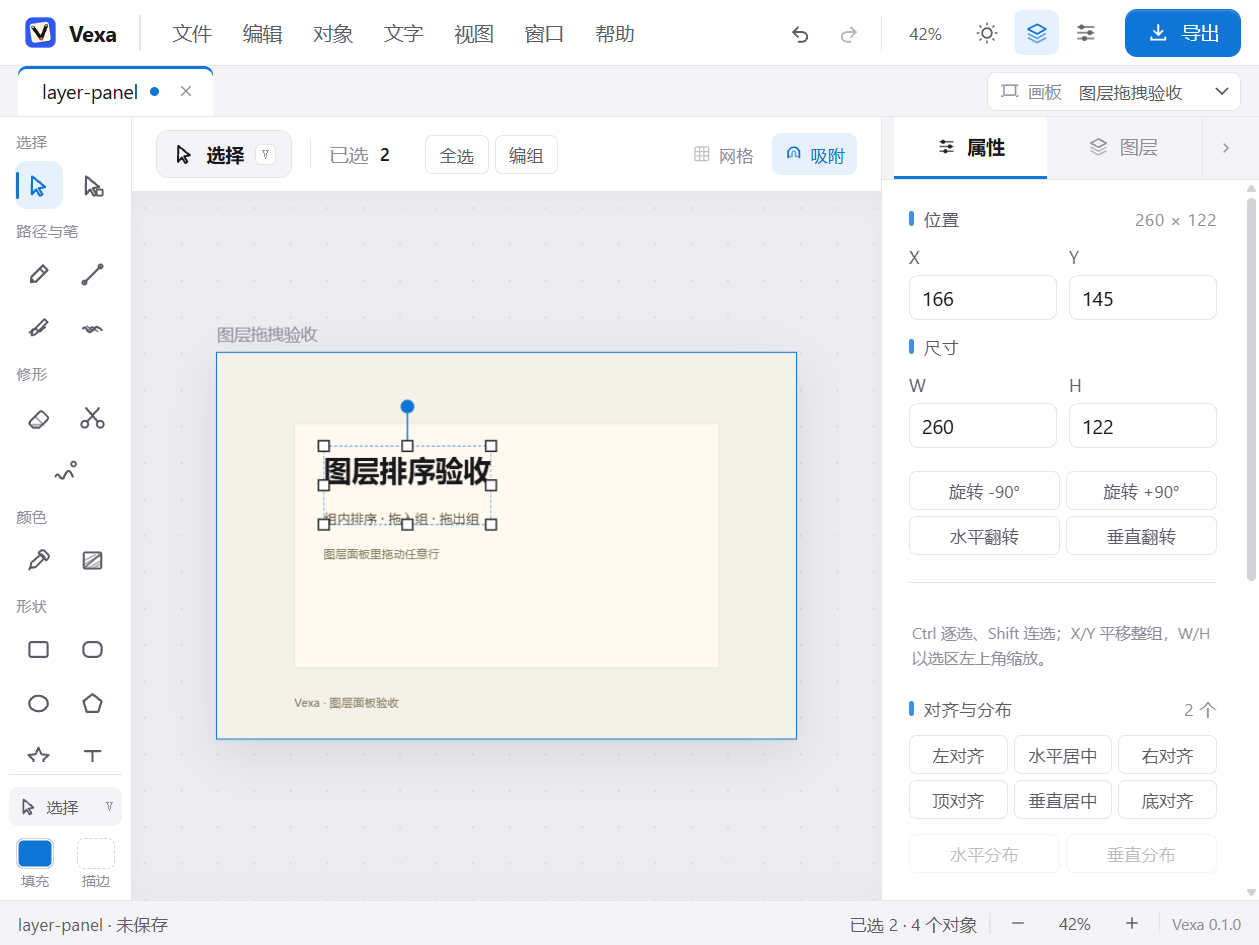 Vexa 文件 编辑 对象 文字 视图 窗口 帮助 42% 导出
layer-panel 画板 图层拖拽验收
选择
选择 V 已选 2 全选 编组 网格 吸附
属性 图层
路径与笔
修形
颜色
形状
选择 V
填充 描边
图层拖拽验收
图层排序验收
组内排序 · 拖入组 · 拖出组
图层面板里拖动任意行
Vexa · 图层面板验收
位置 260 × 122
X Y
166 145
尺寸
W H
260 122
旋转 -90° 旋转 +90°
水平翻转 垂直翻转
Ctrl 逐选、Shift 连选；X/Y 平移整组，W/H
以选区左上角缩放。
对齐与分布 2 个
左对齐 水平居中 右对齐
顶对齐 垂直居中 底对齐
水平分布 垂直分布
layer-panel · 未保存 已选 2 · 4 个对象 42% Vexa 0.1.0